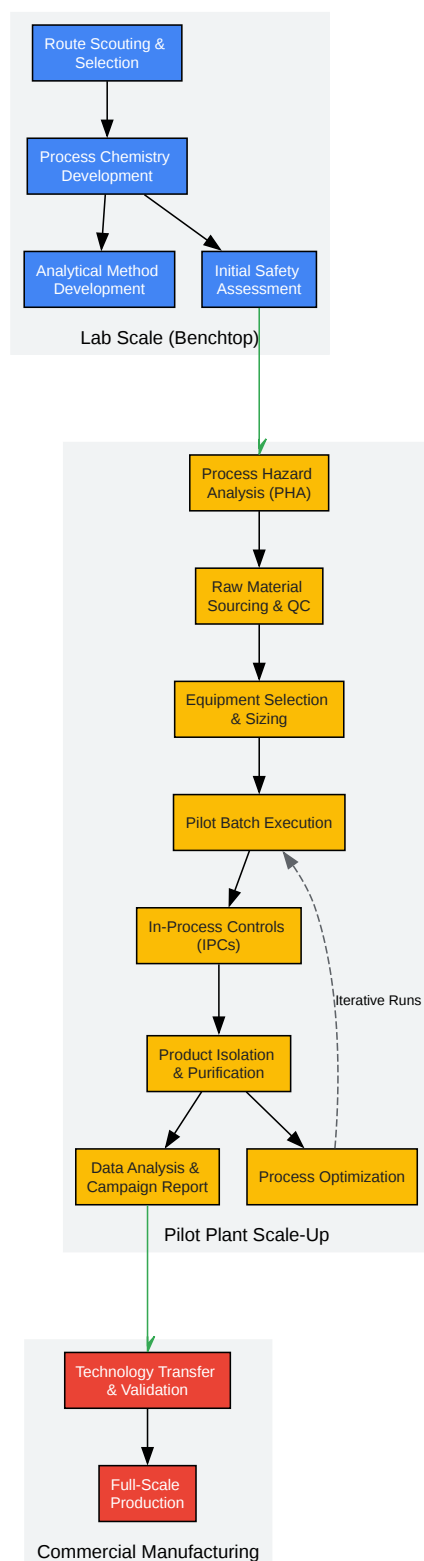 Route Scouting &
Selection
Process Chemistry
Development
Analytical Method
Development
Initial Safety
Assessment
Lab Scale (Benchtop)
Process Hazard
Analysis (PHA)
Raw Material
Sourcing & QC
Equipment Selection
& Sizing
Pilot Batch Execution
In-Process Controls
(IPCs)
Iterative Runs
Product Isolation
& Purification
Data Analysis &
Campaign Report
Process Optimization
Pilot Plant Scale-Up
Technology Transfer
& Validation
Full-Scale
Production
Commercial Manufacturing